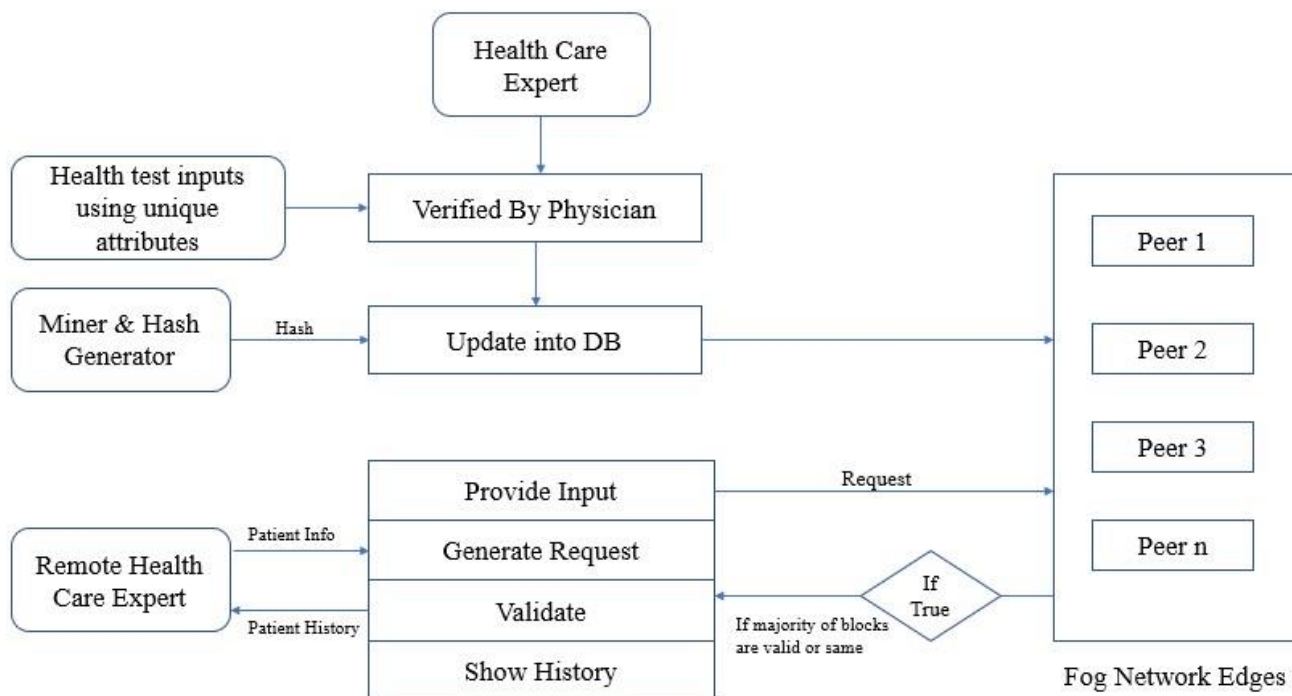 Health Care
Expert
Health test inputs
using unique
attributes
Verified By Physician
Peer 1
Miner & Hash
Generator
Hash
Update into DB
Peer 2
Peer 3
Peer n
Provide Input
Request
Remote Health
Care Expert
Patient Info
Patient History
Generate Request
Validate
Show History
If
True
If majority of blocks
are valid or same
Fog Network Edges